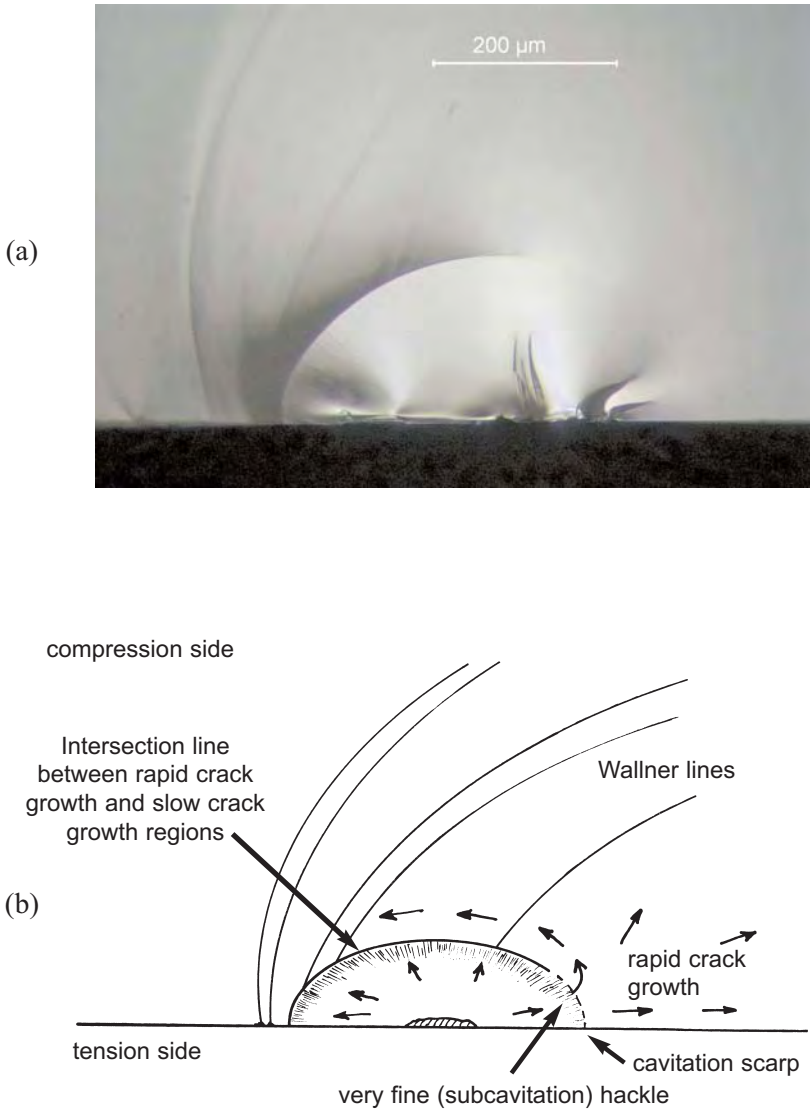 200 µm
(a)
compression side
Intersection line
between rapid crack
growth and slow crack
growth regions
Wallner lines
(b)
rapid crack
growth
tension side
cavitation scarp
very fine (subcavitation) hackle